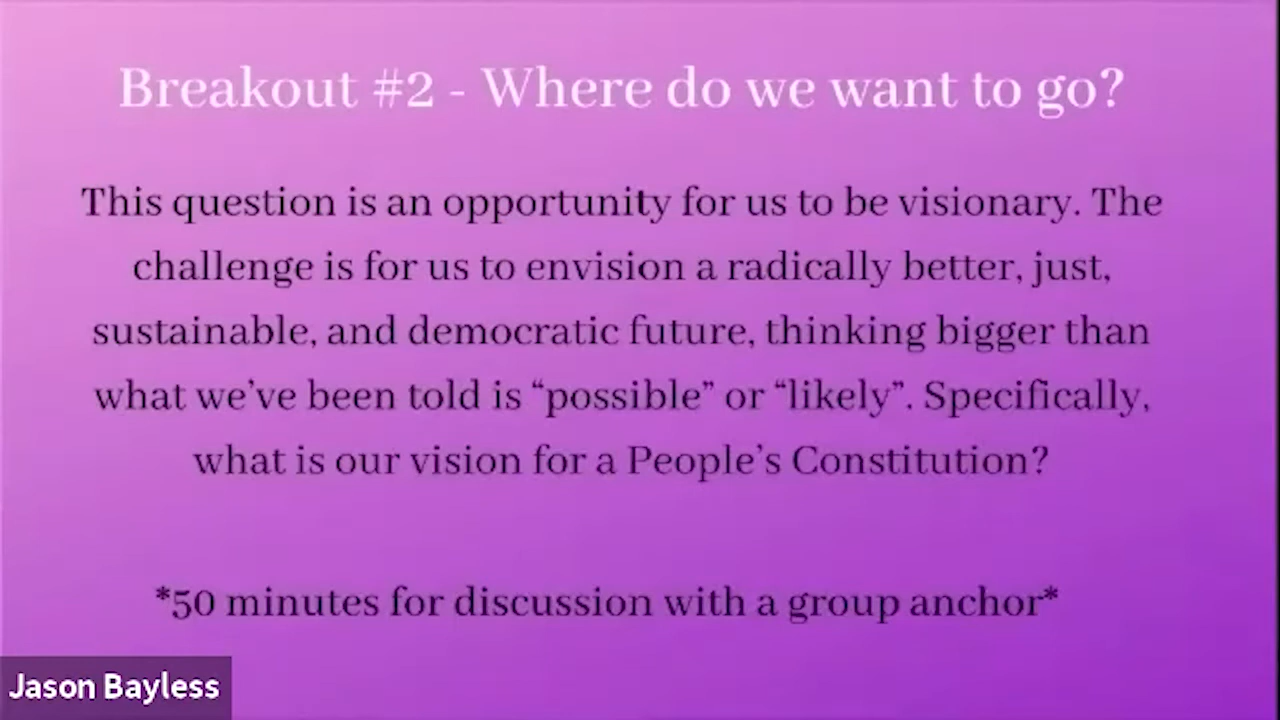 Breakout #2 - Where do we want to go?
This question is an opportunity for us to be visionary. The
challenge is for us to envision a radically better, just,
sustainable, and democratic future, thinking bigger than
what we’ve been told is “possible” or “likely”. Specifically,
what is our vision for a People’s Constitution?
*50 minutes for discussion with a group anchor*
Jason Bayless